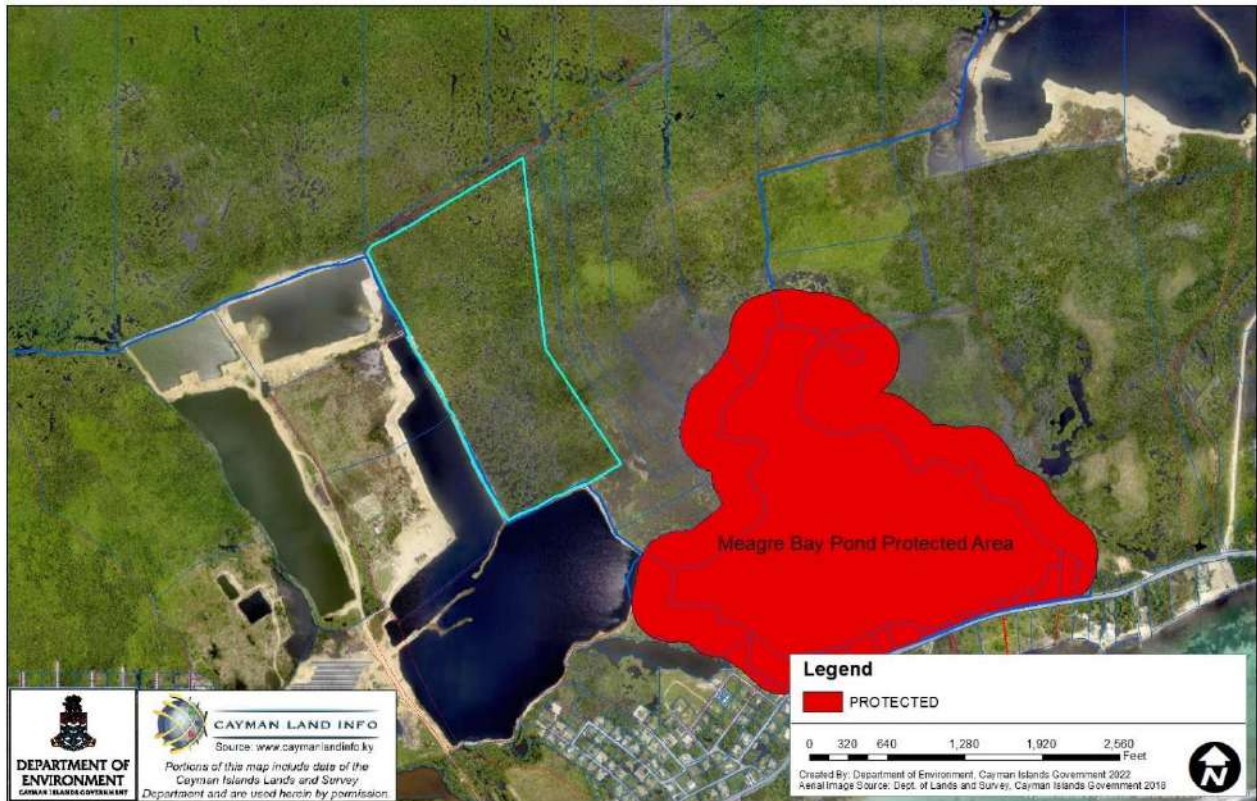 Meagre Bay Pond Protected Area
Legend
PROTECTED
0 320 640 1,280 1,920 2,560
Feet
Created By: Department of Environment, Cayman Islands Government 2022
Aerial Image Source: Dept. of Lands and Survey, Cayman Islands Government 2018
N
DEPARTMENT OF
ENVIRONMENT
CAYMAN ISLANDS GOVERNMENT
CAYMAN LAND INFO
Source: www.caymanlandinfo.ky
Portions of this map include data of the
Cayman Islands Lands and Survey
Department and are used herein by permission.